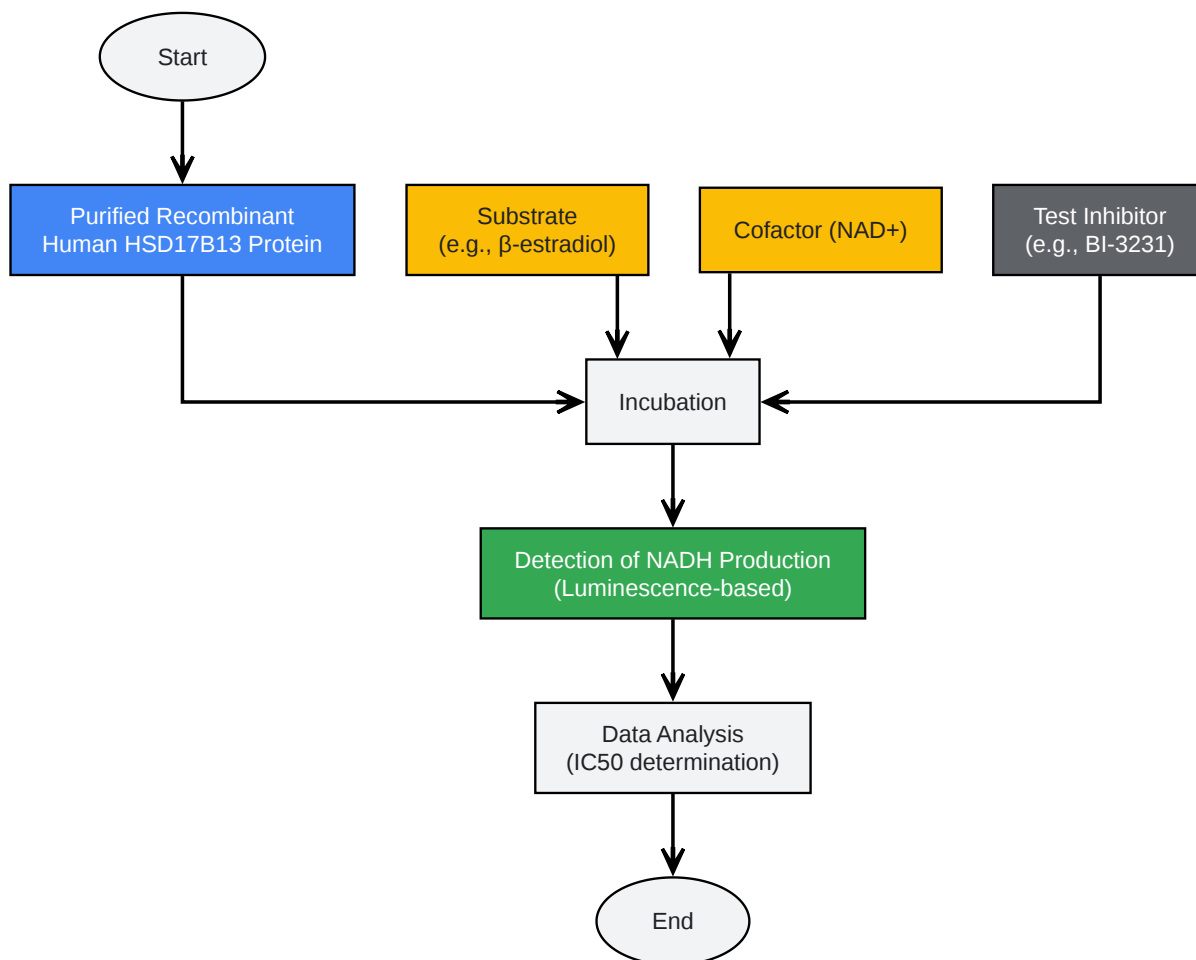 Start
Purified Recombinant
Human HSD17B13 Protein
Substrate
(e.g., β-estradiol)
Cofactor (NAD+)
Test Inhibitor
(e.g., BI-3231)
Incubation
Detection of NADH Production
(Luminescence-based)
Data Analysis
(IC50 determination)
End